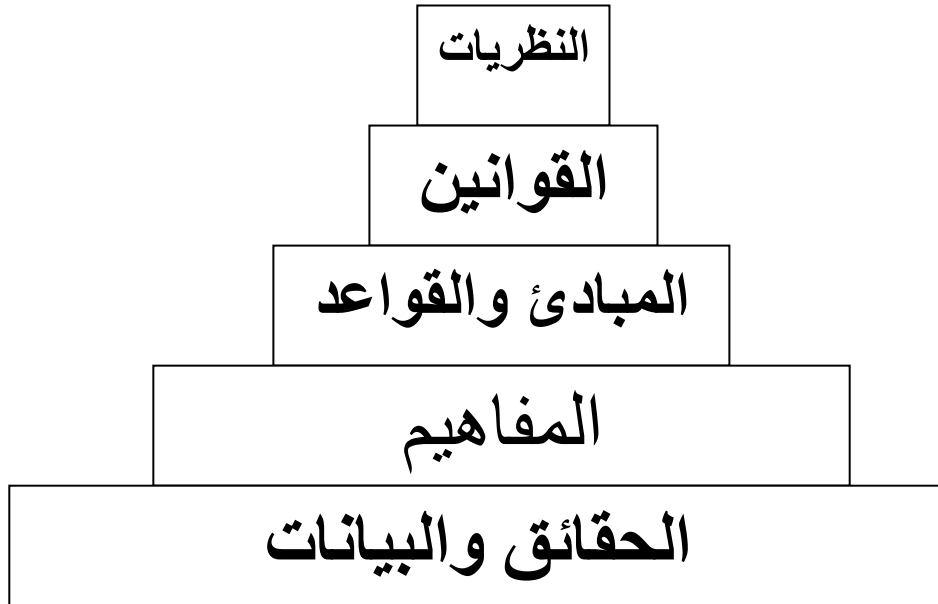 النظريات
القوانين
المبادئ والقواعد
المفاهيم
الحقائق والبيانات